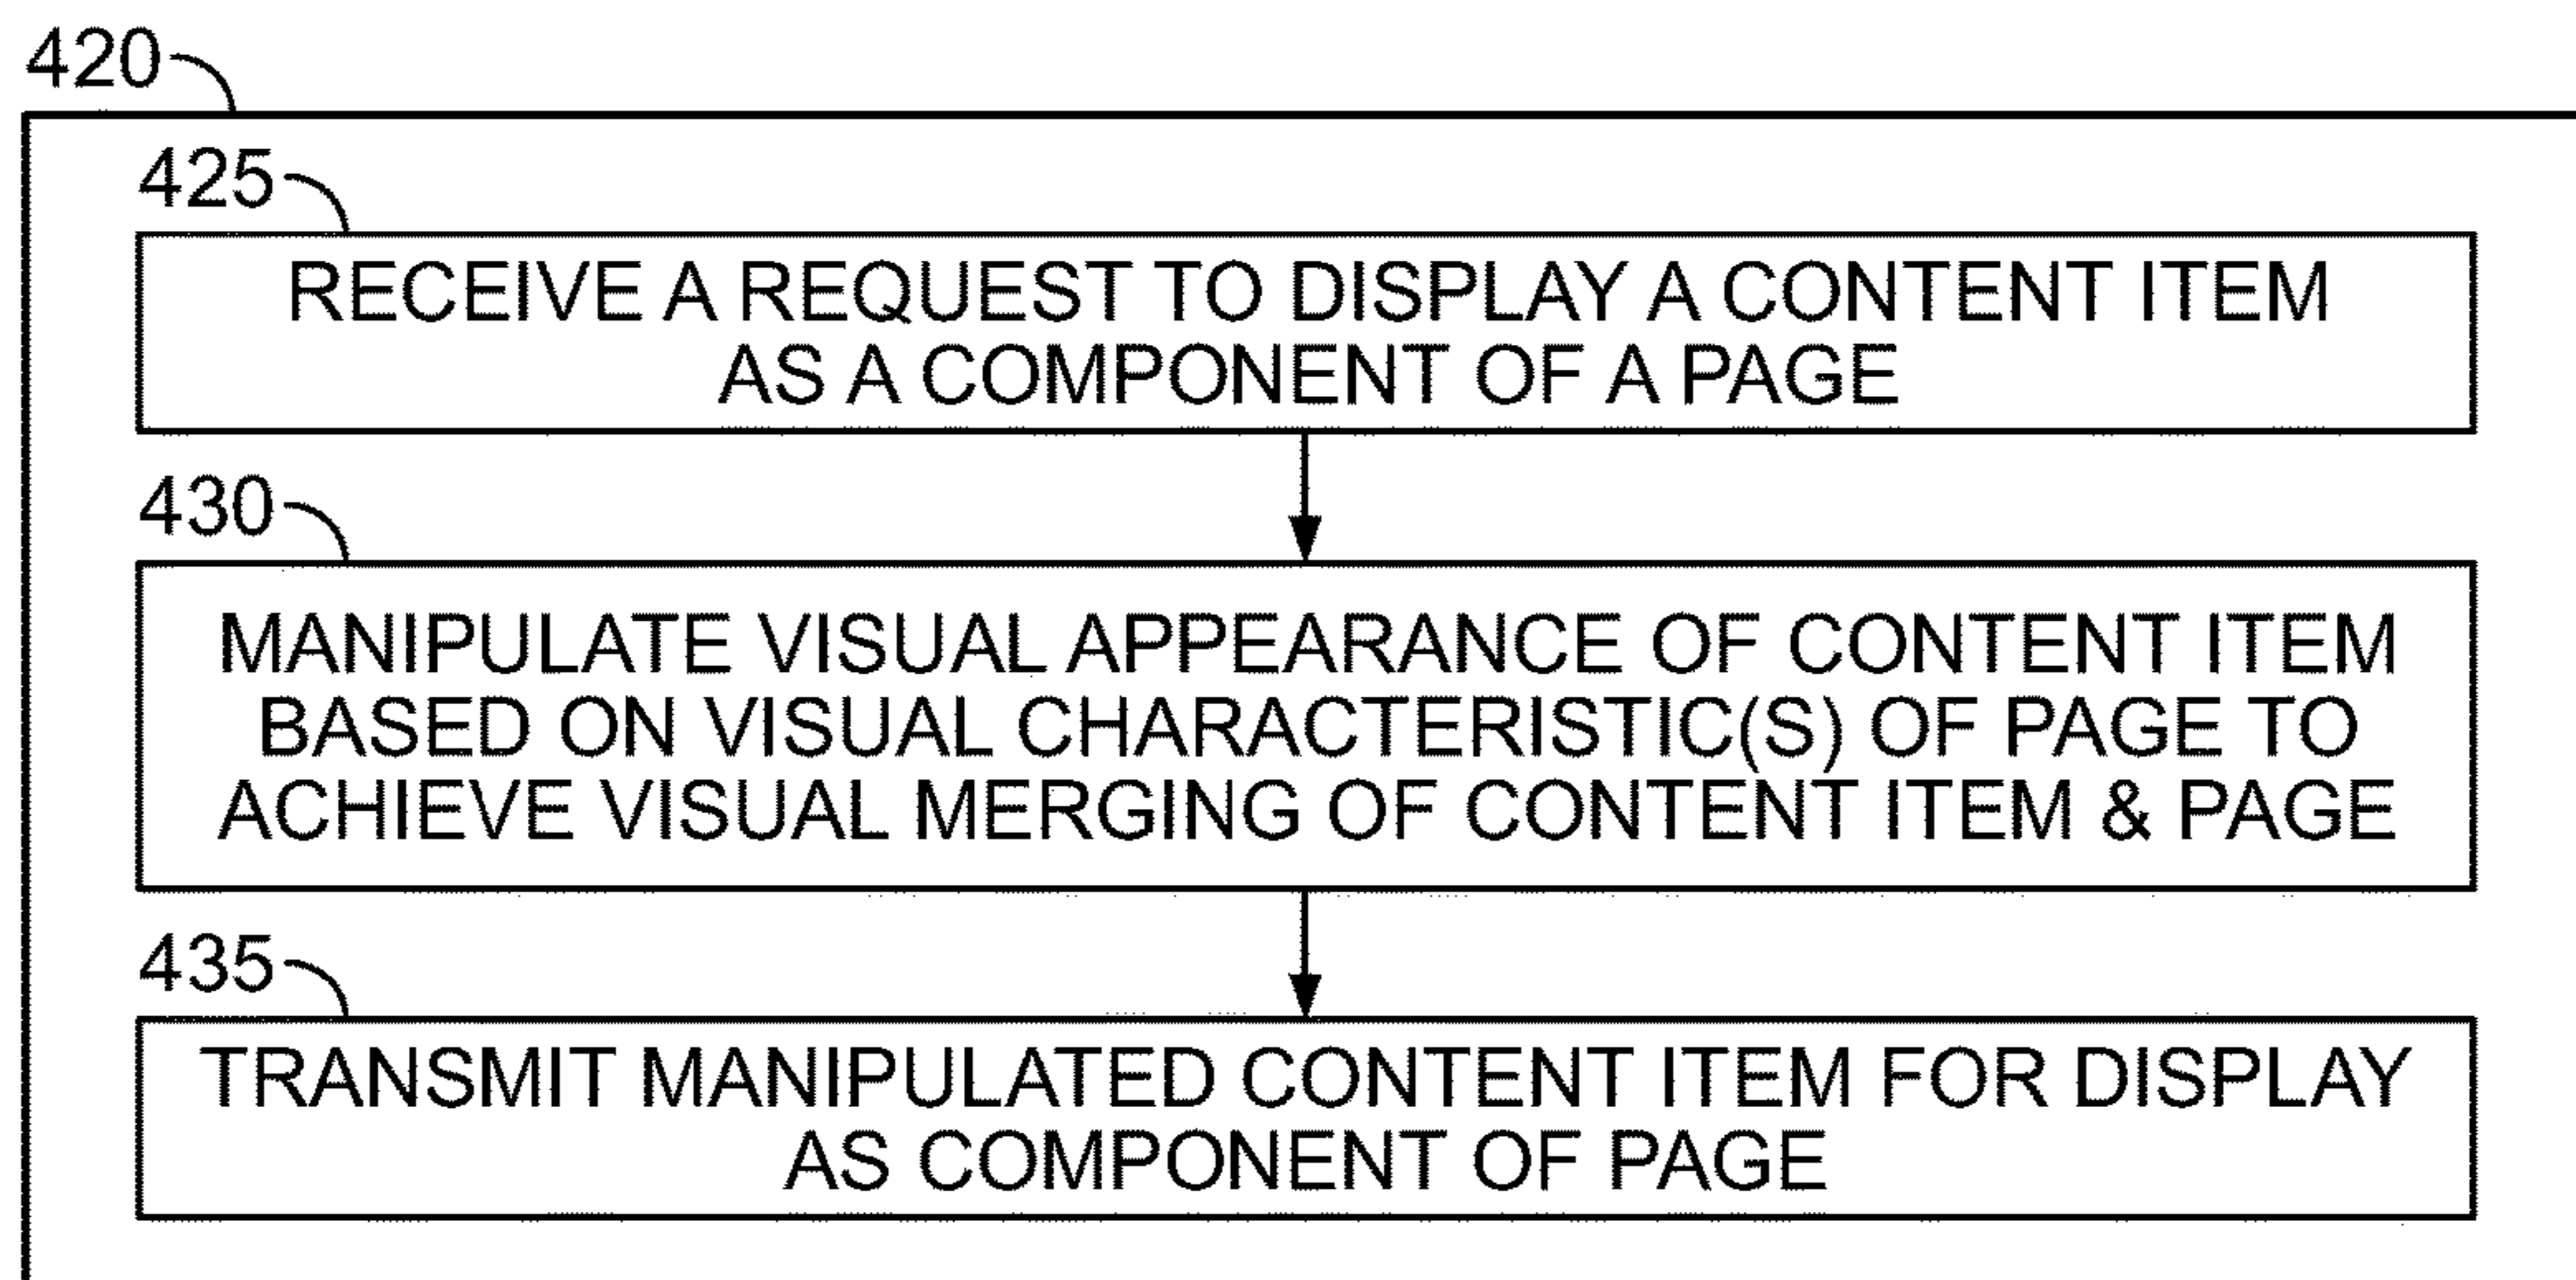 420
425
RECEIVE A REQUEST TO DISPLAY A CONTENT ITEM
AS A COMPONENT OF A PAGE
430
MANIPULATE VISUAL APPEARANCE OF CONTENT ITEM
BASED ON VISUAL CHARACTERISTIC(S) OF PAGE TO
ACHIEVE VISUAL MERGING OF CONTENT ITEM & PAGE
435
TRANSMIT MANIPULATED CONTENT ITEM FOR DISPLAY
AS COMPONENT OF PAGE